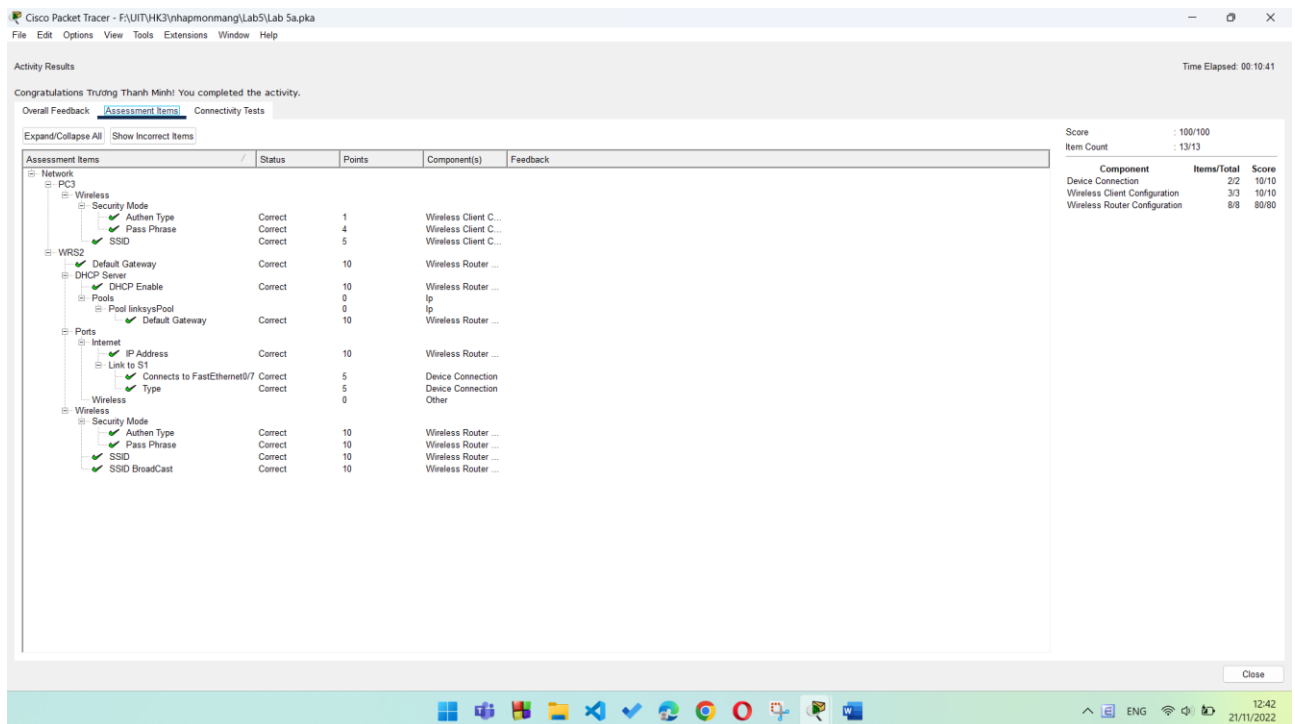 Cisco Packet Tracer - F:\UIT\HK3\nhapmonmang\Lab5\Lab 5a.pka
File Edit Options View Tools Extensions Window Help
Activity Results
Time Elapsed: 00:10:41
Congratulations Trương Thanh Minh! You completed the activity.
Overall Feedback Assessment Items Connectivity Tests
Expand/Collapse All Show Incorrect Items
Assessment Items Status Points Component(s) Feedback
Network
PC3
Wireless
Security Mode
Authen Type Correct 1 Wireless Client C...
Pass Phrase Correct 4 Wireless Client C...
SSID Correct 5 Wireless Client C...
WRS2
Default Gateway Correct 10 Wireless Router ...
DHCP Server
DHCP Enable Correct 10 Wireless Router ...
Pools 0 Ip
Pool linksysPool 0 Ip
Default Gateway Correct 10 Wireless Router ...
Ports
Internet
IP Address Correct 10 Wireless Router ...
Link to S1
Connects to FastEthernet0/7 Correct 5 Device Connection
Type Correct 5 Device Connection
Wireless 0 Other
Wireless
Security Mode
Authen Type Correct 10 Wireless Router ...
Pass Phrase Correct 10 Wireless Router ...
SSID Correct 10 Wireless Router ...
SSID BroadCast Correct 10 Wireless Router ...
Score : 100/100
Item Count : 13/13
Component Items/Total Score
Device Connection 2/2 10/10
Wireless Client Configuration 3/3 10/10
Wireless Router Configuration 8/8 80/80
Close
ENG
12:42
21/11/2022